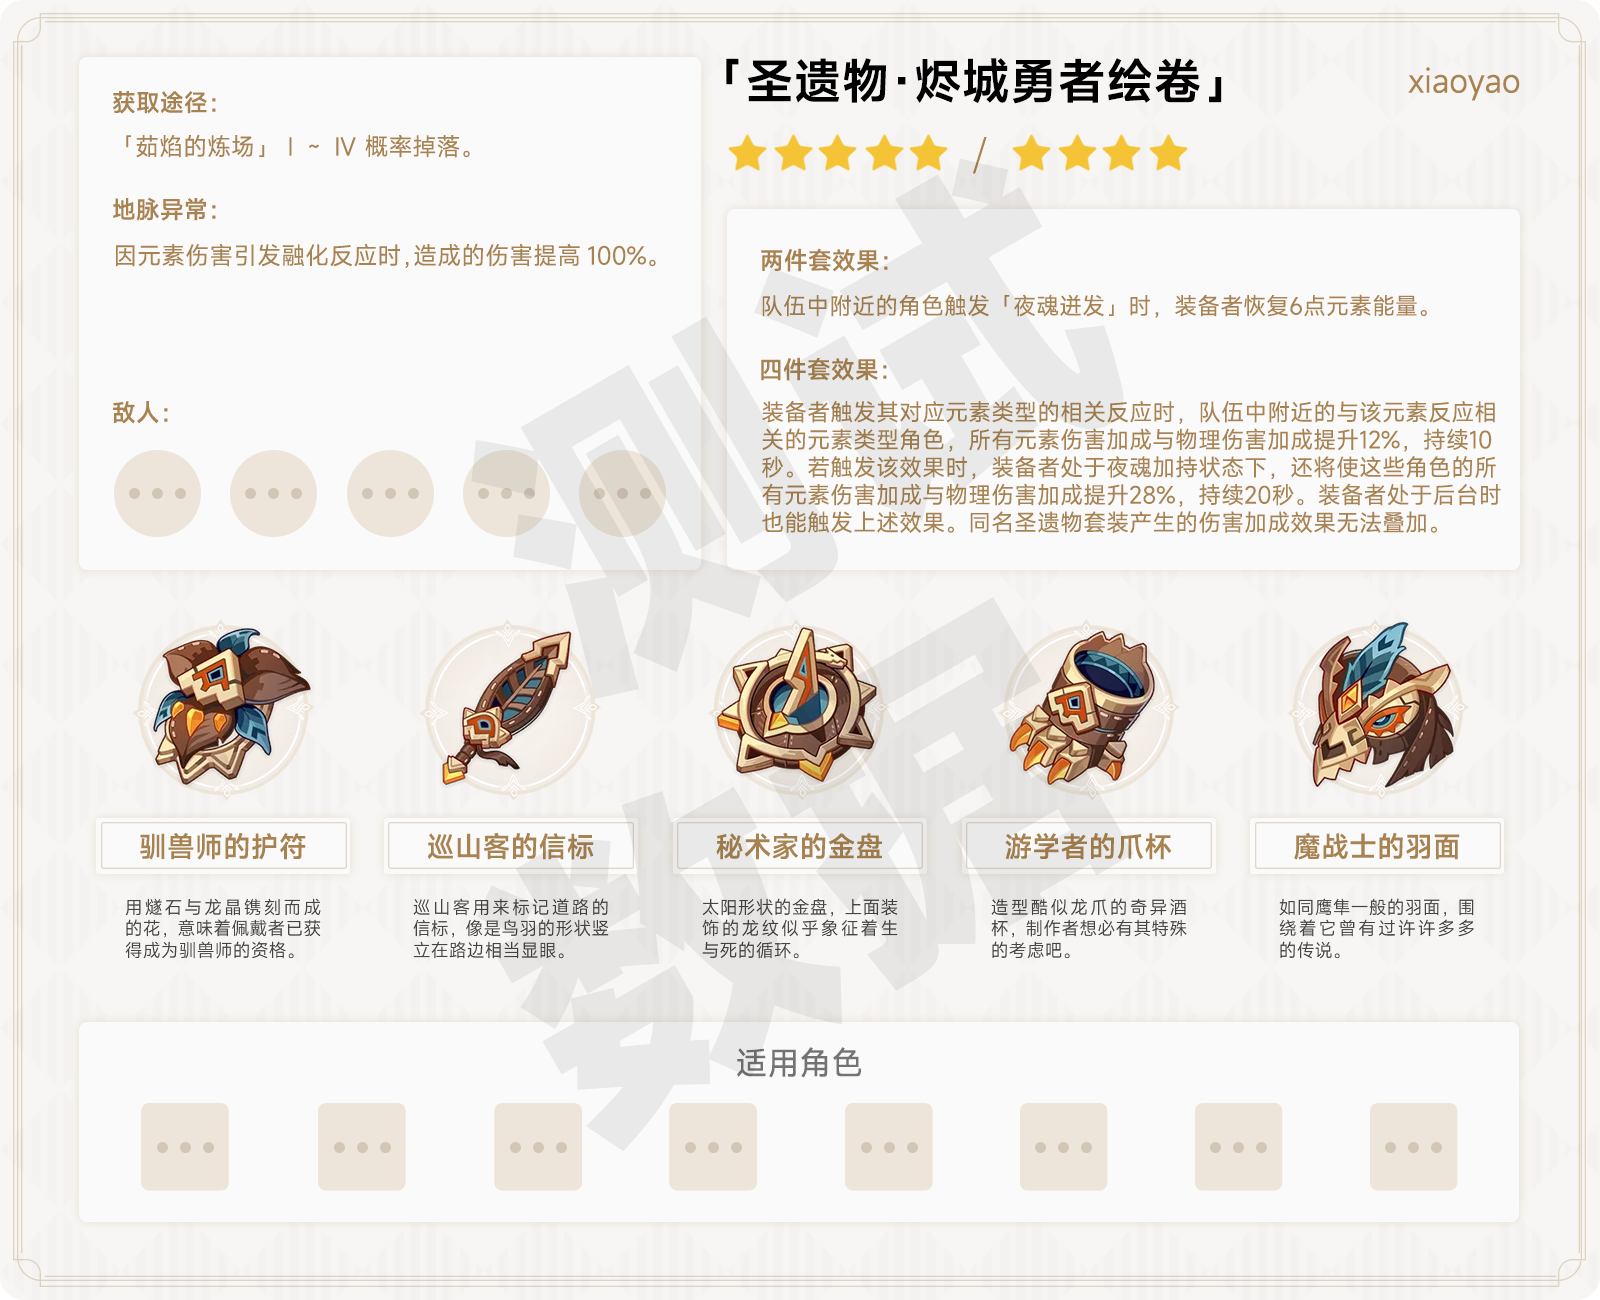 「圣遗物·烬城勇者绘卷」
xiaoyao
获取途径：
「茹焰的炼场」Ⅰ ~ Ⅳ 概率掉落。
地脉异常：
因元素伤害引发融化反应时,造成的伤害提高 100%。
敌人：
两件套效果：
队伍中附近的角色触发「夜魂迸发」时，装备者恢复6点元素能量。
四件套效果：
装备者触发其对应元素类型的相关反应时，队伍中附近的与该元素反应相
关的元素类型角色，所有元素伤害加成与物理伤害加成提升12%，持续10
秒。若触发该效果时，装备者处于夜魂加持状态下，还将使这些角色的所
有元素伤害加成与物理伤害加成提升28%，持续20秒。装备者处于后台时
也能触发上述效果。同名圣遗物套装产生的伤害加成效果无法叠加。
测试
数据
驯兽师的护符
用燧石与龙晶镌刻而成
的花，意味着佩戴者已获
得成为驯兽师的资格。
巡山客的信标
巡山客用来标记道路的
信标，像是鸟羽的形状竖
立在路边相当显眼。
秘术家的金盘
太阳形状的金盘，上面装
饰的龙纹似乎象征着生
与死的循环。
游学者的爪杯
造型酷似龙爪的奇异酒
杯，制作者想必有其特殊
的考虑吧。
魔战士的羽面
如同鹰隼一般的羽面，围
绕着它曾有过许许多多
的传说。
适用角色